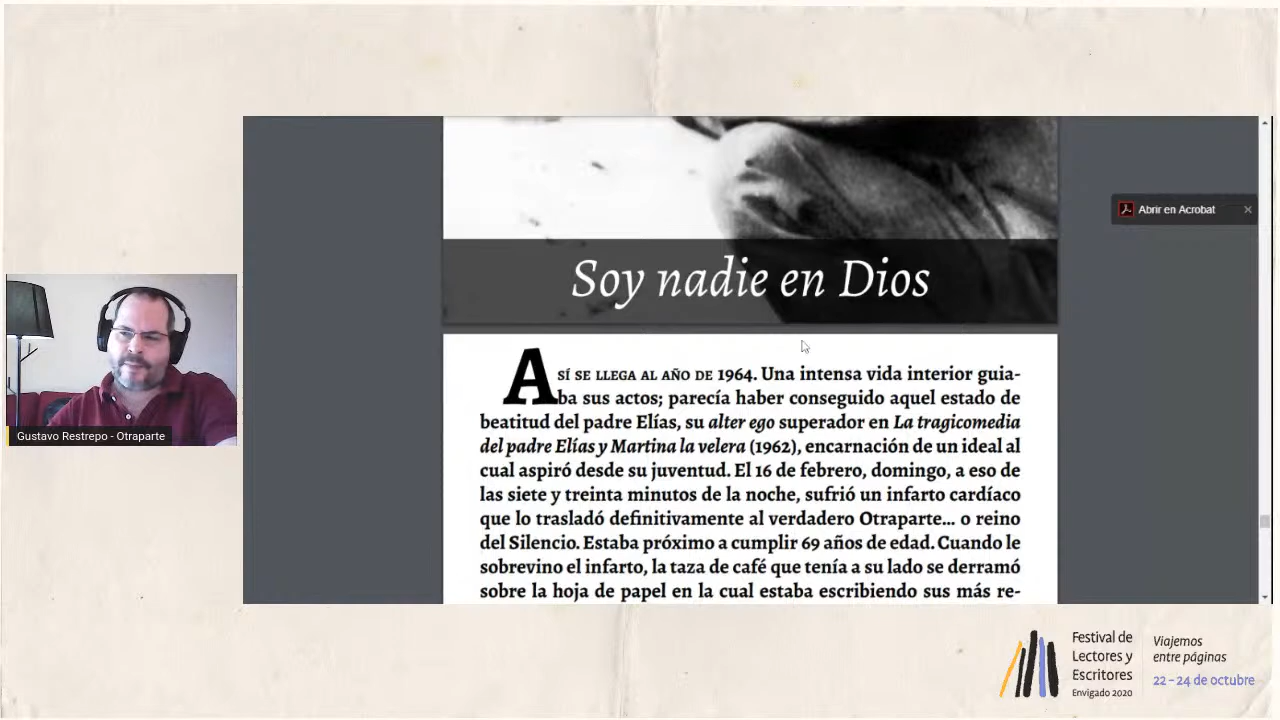 Abrir en Acrobat
Soy nadie en Dios
ASÍ SE LLEGA AL AÑO DE 1964. Una intensa vida interior guia-
ba sus actos; parecía haber conseguido aquel estado de
beatitud del padre Elías, su alter ego superador en La tragicomedia
del padre Elías y Martina la velera (1962), encarnación de un ideal al
cual aspiró desde su juventud. El 16 de febrero, domingo, a eso de
las siete y treinta minutos de la noche, sufrió un infarto cardíaco
que lo trasladó definitivamente al verdadero Otraparte... o reino
del Silencio. Estaba próximo a cumplir 69 años de edad. Cuando le
sobrevino el infarto, la taza de café que tenía a su lado se derramó
sobre la hoja de papel en la cual estaba escribiendo sus más re-
Gustavo Restrepo - Otraparte
Festival de
Lectores y
Escritores
Envigado 2020
Viajemos
entre páginas
22 – 24 de octubre